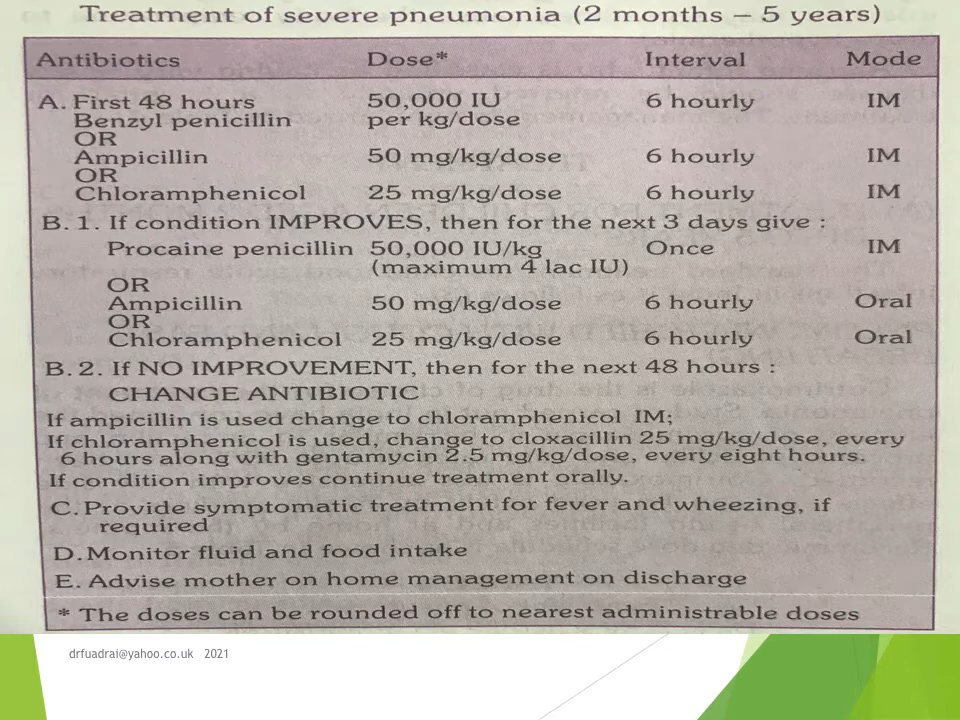 Treatment of severe pneumonia (2 months – 5 years)
Antibiotics Dose* Interval Mode
A. First 48 hours 50,000 IU 6 hourly IM
Benzyl penicillin per kg/dose
OR
Ampicillin 50 mg/kg/dose 6 hourly IM
OR
Chloramphenicol 25 mg/kg/dose 6 hourly IM
B. 1. If condition IMPROVES, then for the next 3 days give :
Procaine penicillin 50,000 IU/kg Once IM
(maximum 4 lac IU)
OR
Ampicillin 50 mg/kg/dose 6 hourly Oral
OR
Chloramphenicol 25 mg/kg/dose 6 hourly Oral
B. 2. If NO IMPROVEMENT, then for the next 48 hours :
CHANGE ANTIBIOTIC
If ampicillin is used change to chloramphenicol IM;
If chloramphenicol is used, change to cloxacillin 25 mg/kg/dose, every
6 hours along with gentamycin 2.5 mg/kg/dose, every eight hours.
If condition improves continue treatment orally.
C. Provide symptomatic treatment for fever and wheezing, if
required
D. Monitor fluid and food intake
E. Advise mother on home management on discharge
* The doses can be rounded off to nearest administrable doses
drfuadrai@yahoo.co.uk 2021